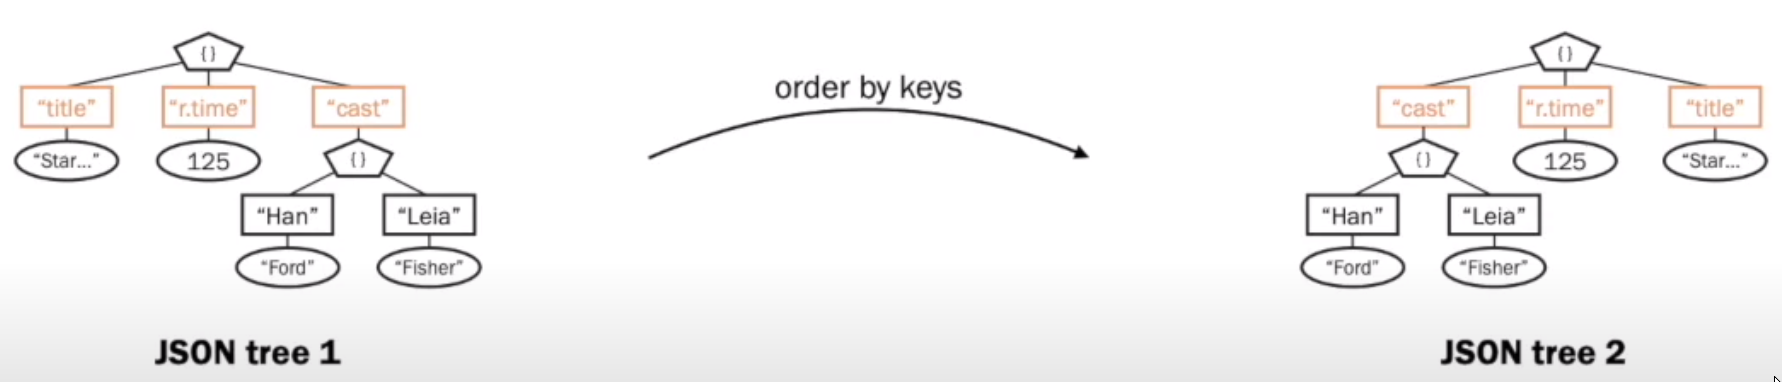 { }
“title”
“r.time”
“cast”
“Star...”
125
{ }
“Han”
“Leia”
“Ford”
“Fisher”
JSON tree 1
order by keys
{ }
“cast”
“r.time”
“title”
{ }
125
“Star...”
“Han”
“Leia”
“Ford”
“Fisher”
JSON tree 2